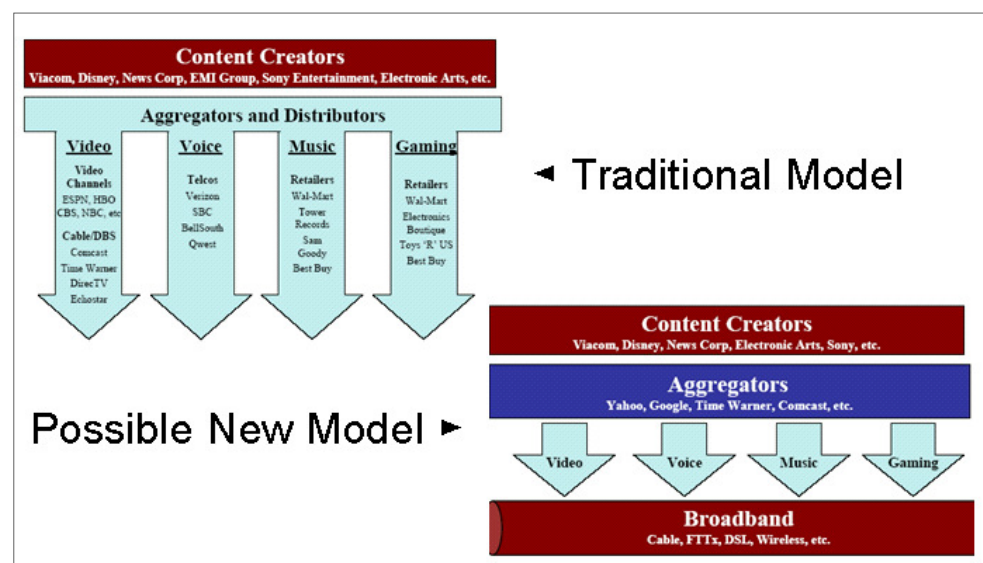 Content Creators
Viacom, Disney, News Corp, EMI Group, Sony Entertainment, Electronic Arts, etc.
Aggregators and Distributors
Video
Video
Channels
ESPN, HBO
CBS, NBC, etc
Cable/DBS
Comcast
Time Warner
DirecTV
Echostar
Voice
Telcos
Verizon
SBC
BellSouth
Qwest
Music
Retailers
Wal-Mart
Tower
Records
Sam
Goody
Best Buy
Gaming
Retailers
Wal-Mart
Electronics
Boutique
Toys 'R' US
Best Buy
◄ Traditional Model
Possible New Model ►
Content Creators
Viacom, Disney, News Corp, Electronic Arts, Sony, etc.
Aggregators
Yahoo, Google, Time Warner, Comcast, etc.
Video
Voice
Music
Gaming
Broadband
Cable, FTTx, DSL, Wireless, etc.